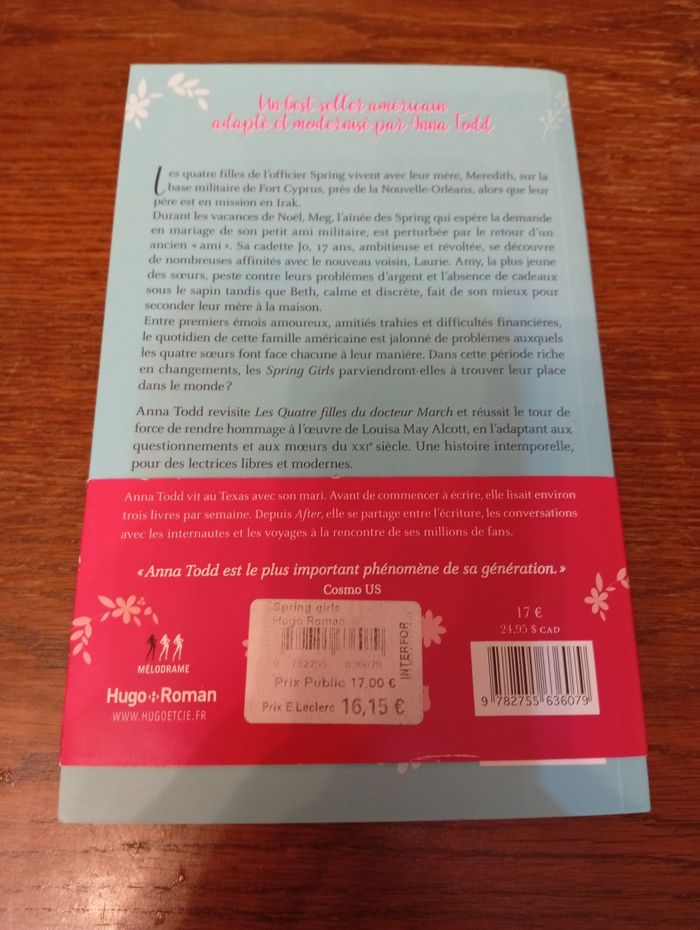 Un best-seller américain
adapté et modernisé par Anna Todd
Les quatre filles de l'officier Spring vivent avec leur mère, Meredith, sur la
base militaire de Fort Cyprus, près de la Nouvelle-Orléans, alors que leur
père est en mission en Irak.
Durant les vacances de Noël, Meg, l'aînée des Spring qui espère la demande
en mariage de son petit ami militaire, est perturbée par le retour d'un
ancien « ami ». Sa cadette Jo, 17 ans, ambitieuse et révoltée, se découvre
de nombreuses affinités avec le nouveau voisin, Laurie. Amy, la plus jeune
des sœurs, peste contre leurs problèmes d'argent et l'absence de cadeaux
sous le sapin tandis que Beth, calme et discrète, fait de son mieux pour
seconder leur mère à la maison.
Entre premiers émois amoureux, amitiés trahies et difficultés financières,
le quotidien de cette famille américaine est jalonné de problèmes auxquels
les quatre sœurs font face chacune à leur manière. Dans cette période riche
en changements, les Spring Girls parviendront-elles à trouver leur place
dans le monde ?
Anna Todd revisite Les Quatre filles du docteur March et réussit le tour de
force de rendre hommage à l'œuvre de Louisa May Alcott, en l'adaptant aux
questionnements et aux mœurs du XXIe siècle. Une histoire intemporelle,
pour des lectrices libres et modernes.
Anna Todd vit au Texas avec son mari. Avant de commencer à écrire, elle lisait environ
trois livres par semaine. Depuis After, elle se partage entre l'écriture, les conversations
avec les internautes et les voyages à la rencontre de ses millions de fans.
« Anna Todd est le plus important phénomène de sa génération. »
Cosmo US
MÉLODRAME
Hugo Roman
WWW.HUGOETCIE.FR
Spring girls
Hugo Roman
9 782755 636079
INTERFOR
Prix Public 17,00 €
Prix E.Leclerc 16,15 €
17 €
24,95 $ CAD
9 782755 636079